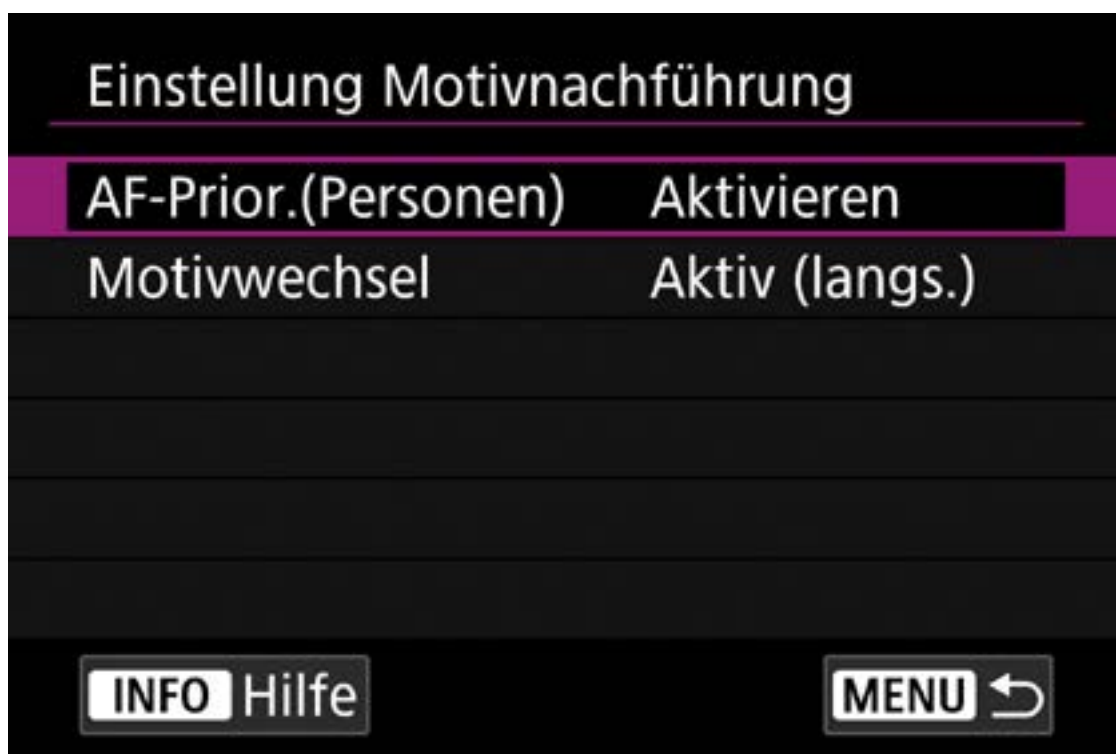 Einstellung Motivnachführung
AF-Prior.(Personen) Aktivieren
Motivwechsel Aktiv (langs.)
INFO Hilfe MENU